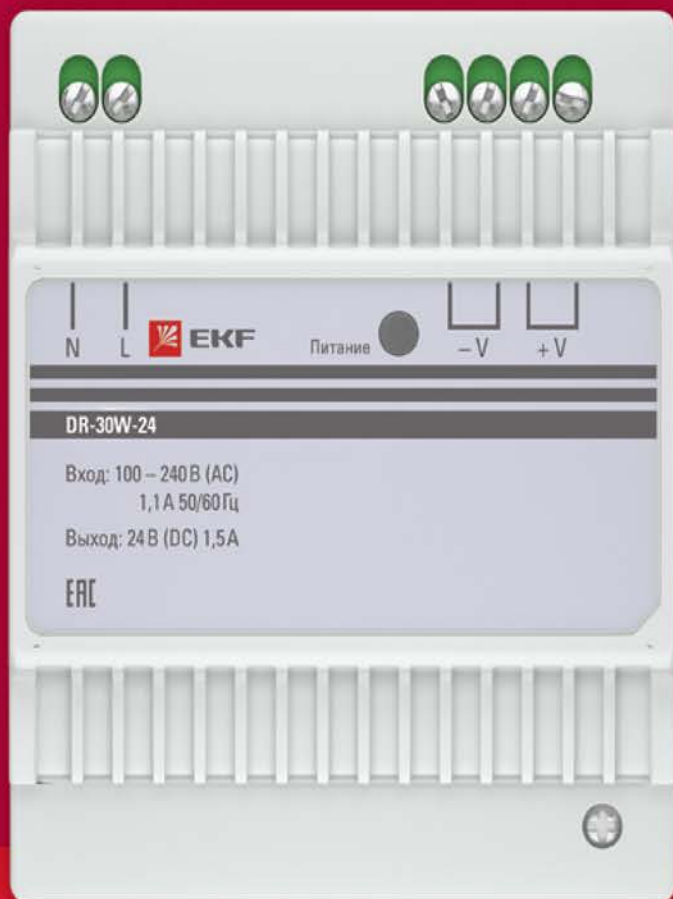 N L EKF Питание – V + V
DR-30W-24
Вход: 100 – 240 В (AC)
1,1 А 50/60 Гц
Выход: 24 В (DC) 1,5 А
EAC